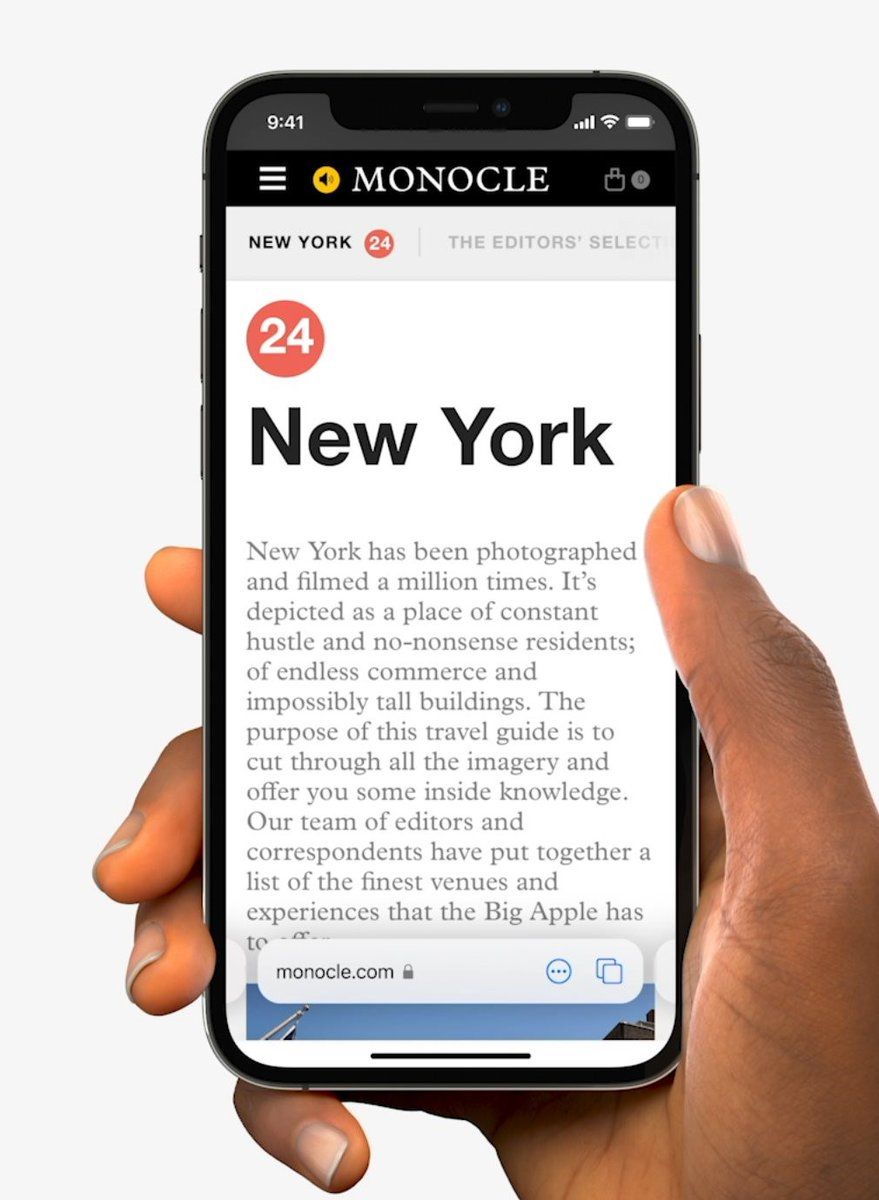 9:41
MONOCLE
0
NEW YORK 24
THE EDITORS' SELECTI
24
New York
New York has been photographed
and filmed a million times. It's
depicted as a place of constant
hustle and no-nonsense residents;
of endless commerce and
impossibly tall buildings. The
purpose of this travel guide is to
cut through all the imagery and
offer you some inside knowledge.
Our team of editors and
correspondents have put together a
list of the finest venues and
experiences that the Big Apple has
to offer
monocle.com